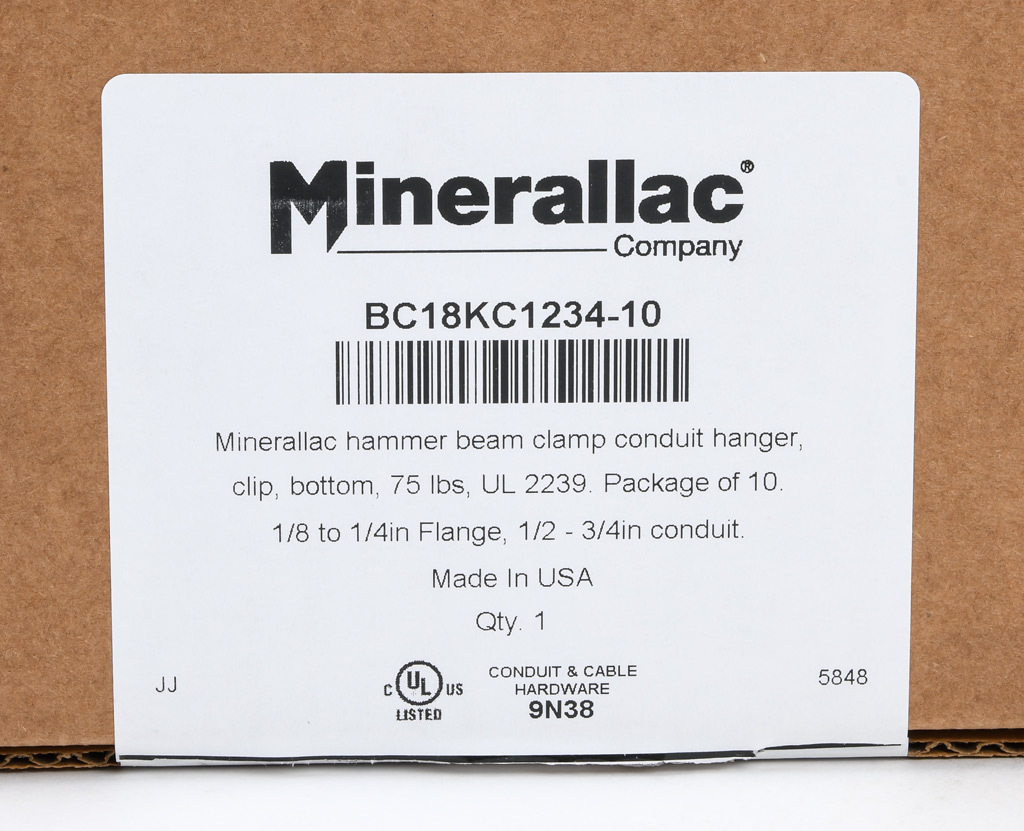 Minerallac®
Company
BC18KC1234-10
Minerallac hammer beam clamp conduit hanger,
clip, bottom, 75 lbs, UL 2239. Package of 10.
1/8 to 1/4in Flange, 1/2 - 3/4in conduit.
Made In USA
Qty. 1
JJ
C UL US
LISTED
CONDUIT & CABLE
HARDWARE
9N38
5848